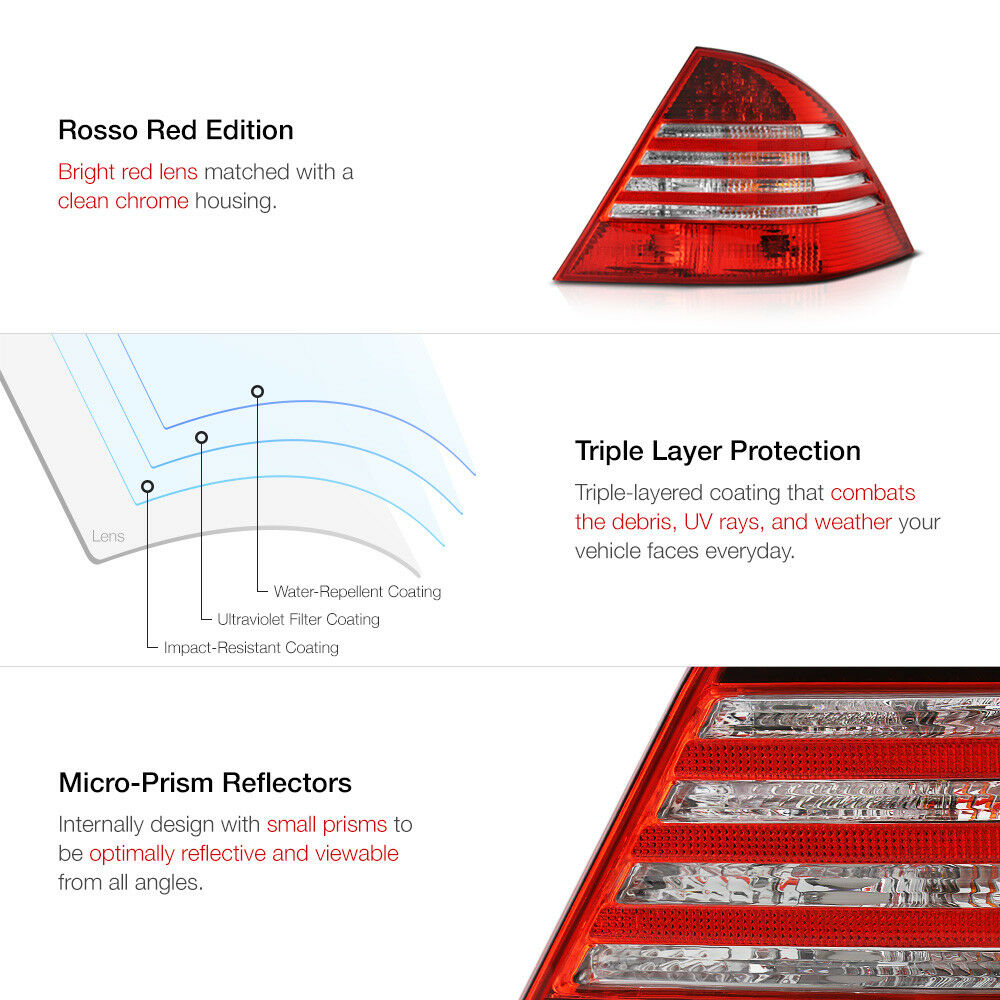 Rosso Red Edition
Bright red lens matched with a
clean chrome housing.
Lens
Water-Repellent Coating
Ultraviolet Filter Coating
Impact-Resistant Coating
Triple Layer Protection
Triple-layered coating that combats
the debris, UV rays, and weather your
vehicle faces everyday.
Micro-Prism Reflectors
Internally design with small prisms to
be optimally reflective and viewable
from all angles.